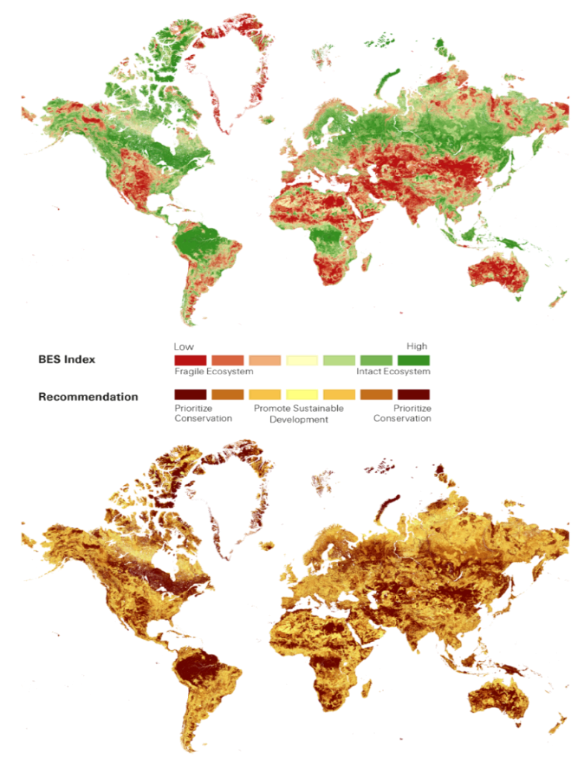 Low High
BES Index
Fragile Ecosystem Intact Ecosystem
Recommendation
Prioritize Promote Sustainable Prioritize
Conservation Development Conservation